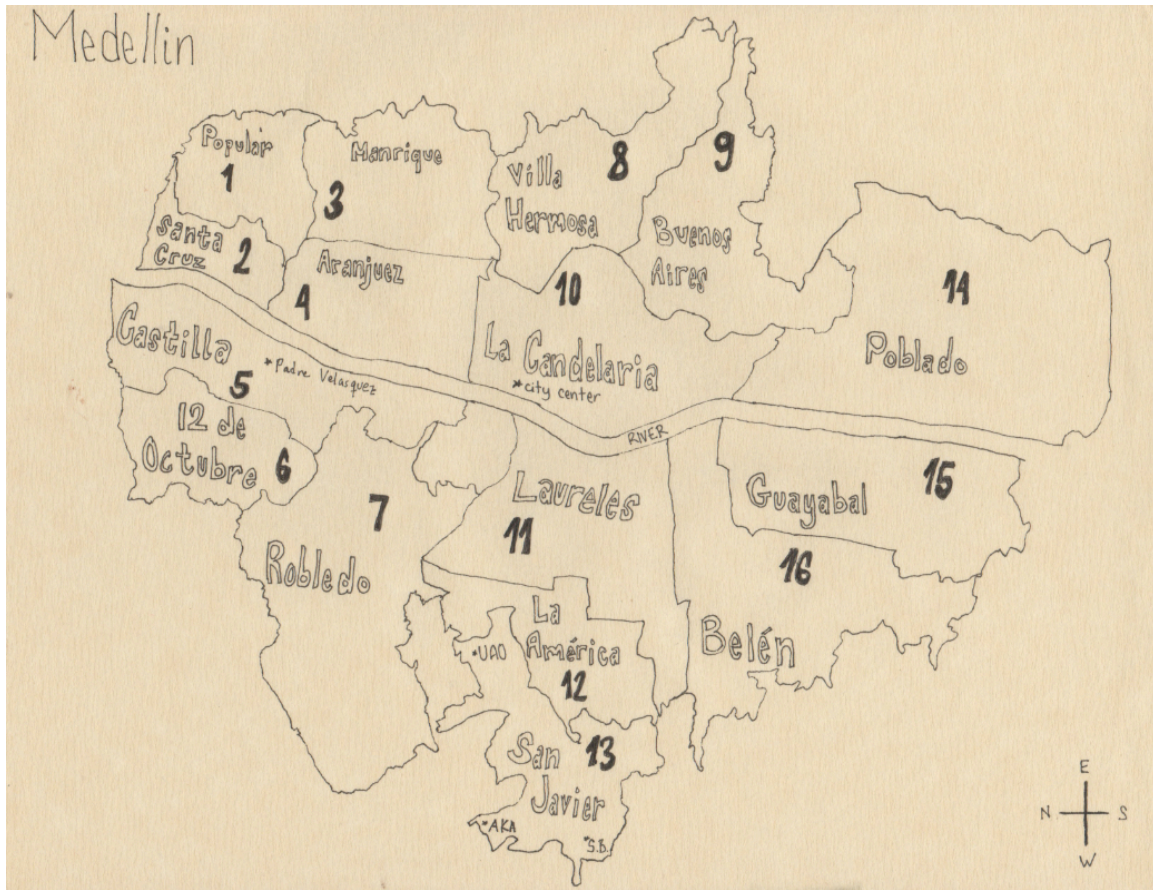 Medellin
Popular
1
Manrique
3
Santa
Cruz
2
Aranjuez
4
Villa
Hermosa
8
9
Buenos
Aires
10
La Candelaria
*city center
14
Poblado
Castilla
5
*Padre Velasquez
12 de
Octubre
6
RIVER
7
Robledo
Laureles
11
15
Guayabal
16
Belén
La
América
12
*UAO
San
Javier
13
*AKA
*S.B.
E
N
S
W